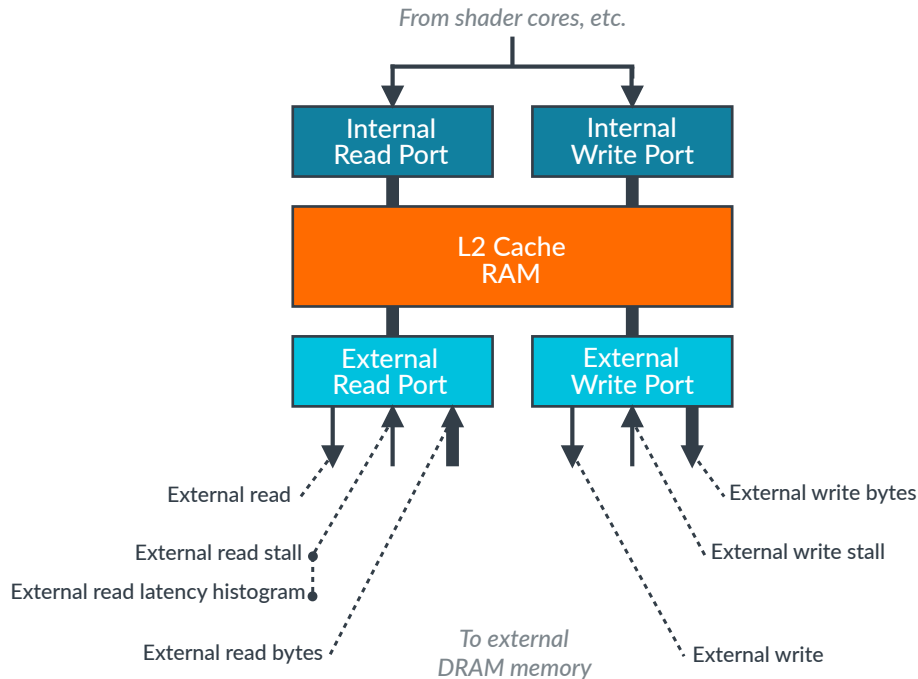 From shader cores, etc.
Internal
Read Port
Internal
Write Port
L2 Cache
RAM
External
Read Port
External
Write Port
External read
External write bytes
External read stall
External write stall
External read latency histogram
External read bytes
To external
DRAM memory
External write